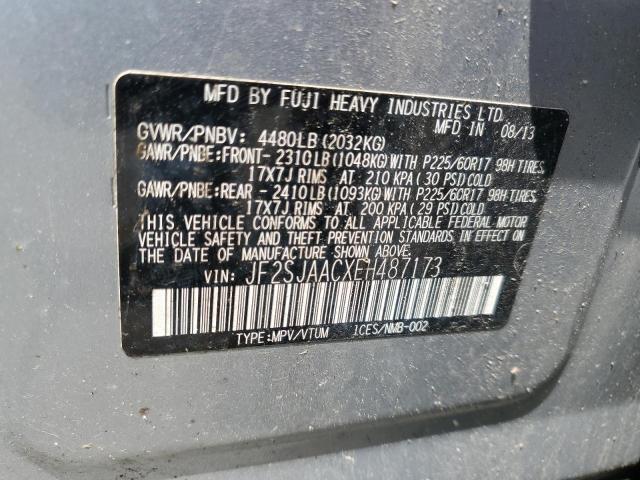 MFD BY FUJI HEAVY INDUSTRIES LTD.
MFD IN 08/13
GVWR/PNBV: 4480LB(2032KG)
GAWR/PNBE:FRONT- 2310LB(1048KG)WITH P225/60R17 98H TIRES,
17X7J RIMS AT 210 KPA(30 PSI)COLD
GAWR/PNBE:REAR - 2410LB(1093KG)WITH P225/60R17 98H TIRES,
17X7J RIMS AT 200 KPA(29 PSI)COLD
THIS VEHICLE CONFORMS TO ALL APPLICABLE FEDERAL MOTOR
VEHICLE SAFETY AND THEFT PREVENTION STANDARDS IN EFFECT ON
THE DATE OF MANUFACTURE SHOWN ABOVE.
VIN: JF2SJAACXEH487173
TYPE:MPV/VTUM 1CES/NMB-002